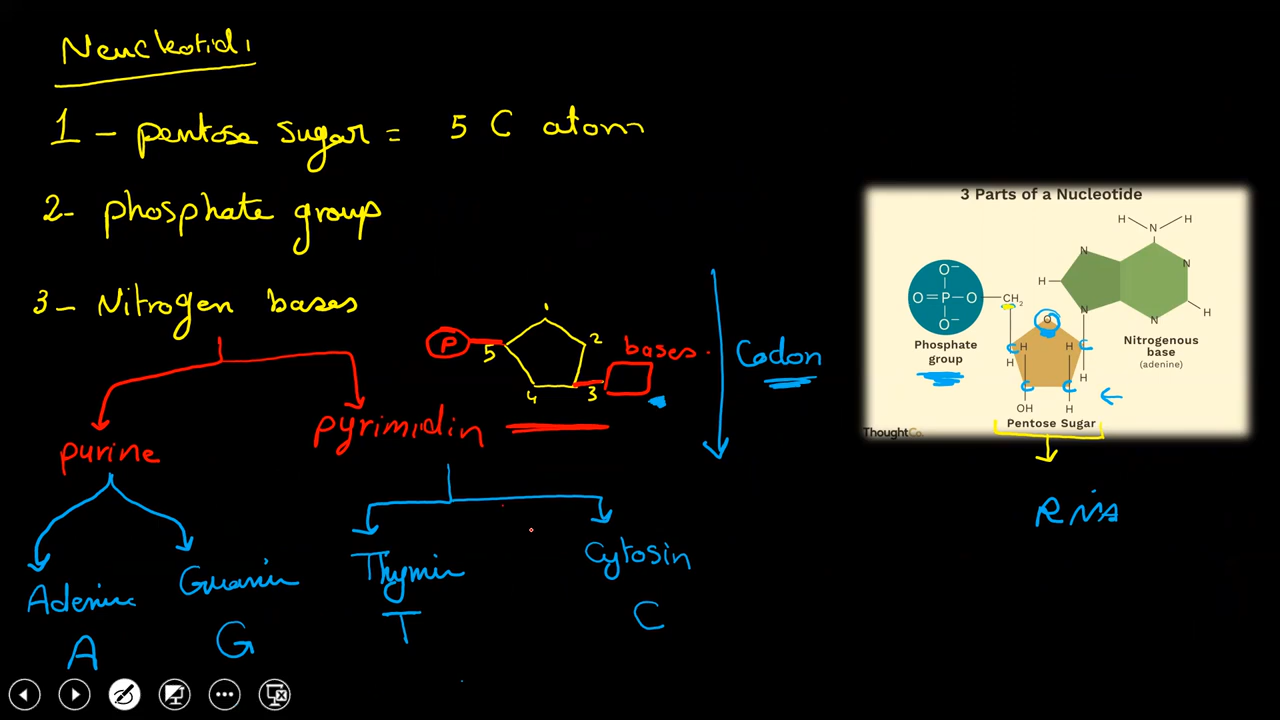 Neucleotidi
1 - pentose sugar = 5 C atom
2- phosphate group
3- Nitrogen bases
purine
pyrimidin
Adenine
A
Guanin
G
Thymin
T
Cytosin
C
P
1
2
3
4
5
bases
Codon
3 Parts of a Nucleotide
O⁻
O=P—O
O⁻
CH₂
Phosphate
group
H N H
N
N
H
N
N
H
Nitrogenous
base
(adenine)
O
C H H C
H H
C C
OH H
Pentose Sugar
ThoughtCo.
RNA